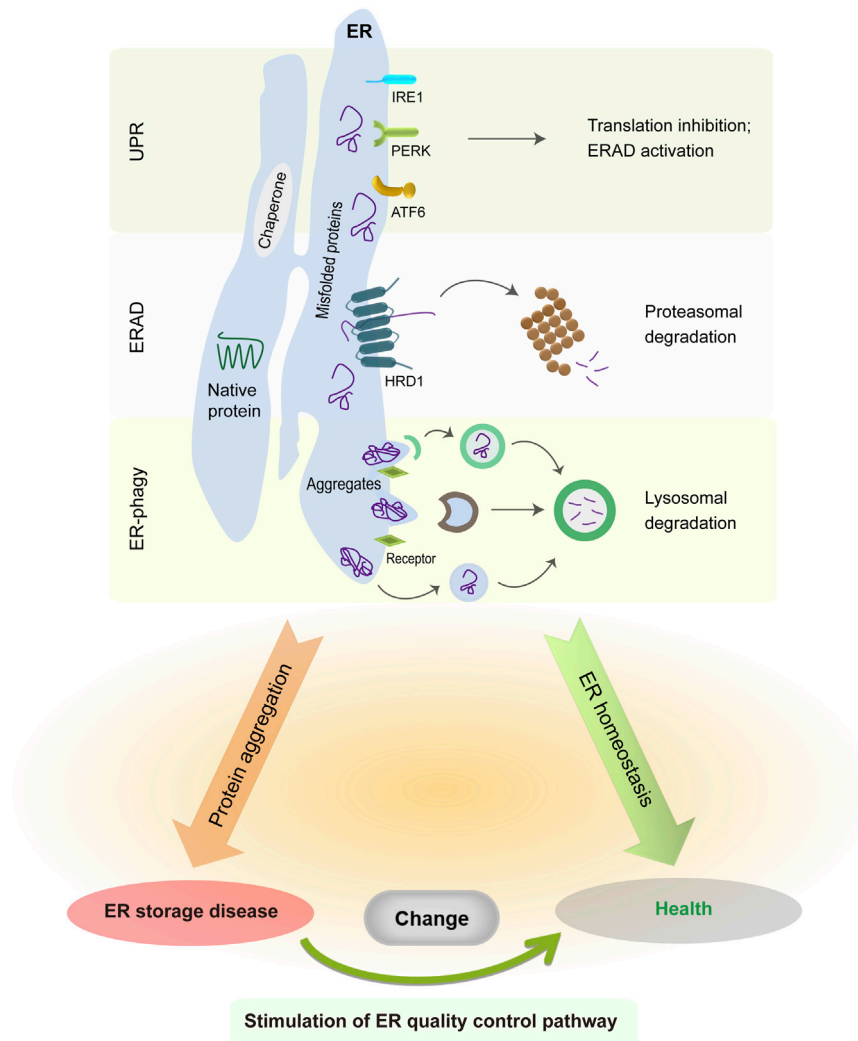 ER
UPR
IRE1
PERK
ATF6
Translation inhibition;
ERAD activation
Chaperone
Misfolded proteins
ERAD
HRD1
Native
protein
Proteasomal
degradation
ER-phagy
Aggregates
Receptor
Lysosomal
degradation
Protein aggregation
ER homeostasis
ER storage disease
Change
Health
Stimulation of ER quality control pathway